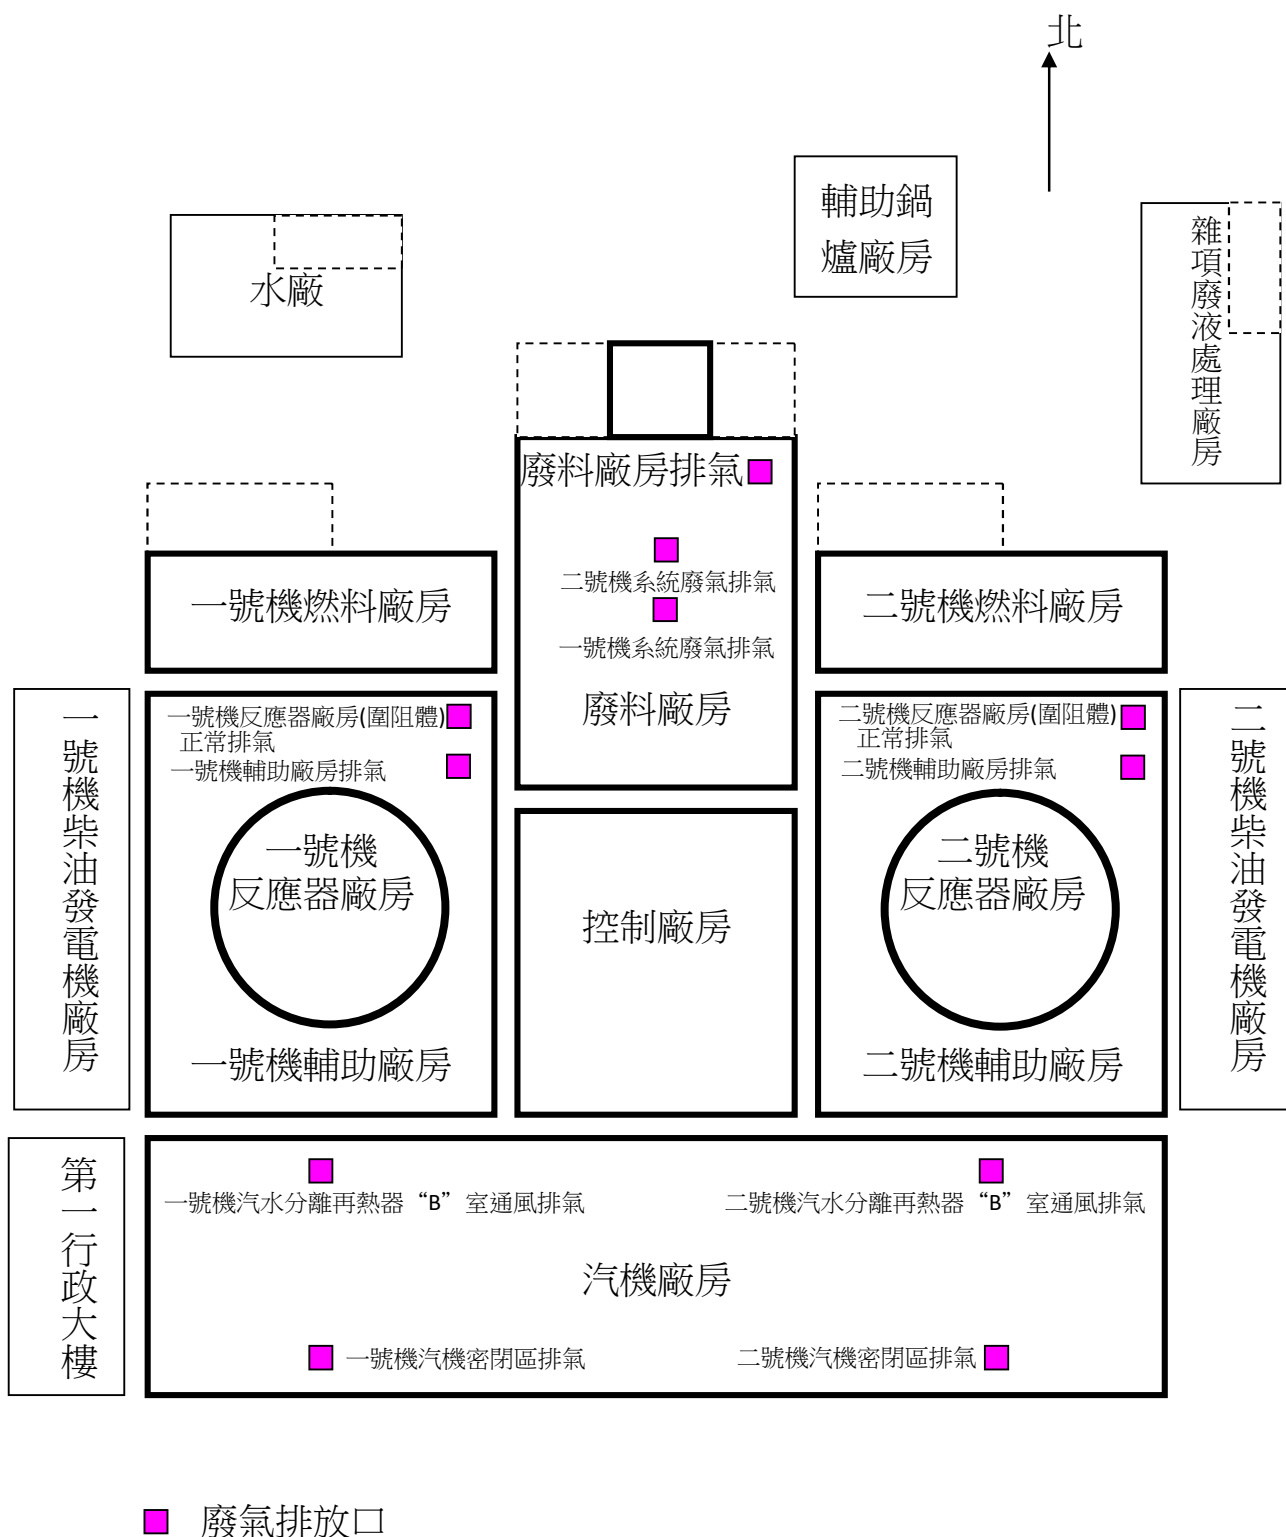 北
輔助鍋
爐廠房
水廠
雜項廢液處理廠房
廢料廠房排氣
二號機系統廢氣排氣
一號機系統廢氣排氣
廢料廠房
一號機燃料廠房
二號機燃料廠房
一號機柴油發電機廠房
一號機反應器廠房(圍阻體)
正常排氣
一號機輔助廠房排氣
一號機
反應器廠房
一號機輔助廠房
控制廠房
二號機反應器廠房(圍阻體)
正常排氣
二號機輔助廠房排氣
二號機
反應器廠房
二號機輔助廠房
二號機柴油發電機廠房
第一行政大樓
一號機汽水分離再熱器“B”室通風排氣
二號機汽水分離再熱器“B”室通風排氣
汽機廠房
一號機汽機密閉區排氣
二號機汽機密閉區排氣
廢氣排放口